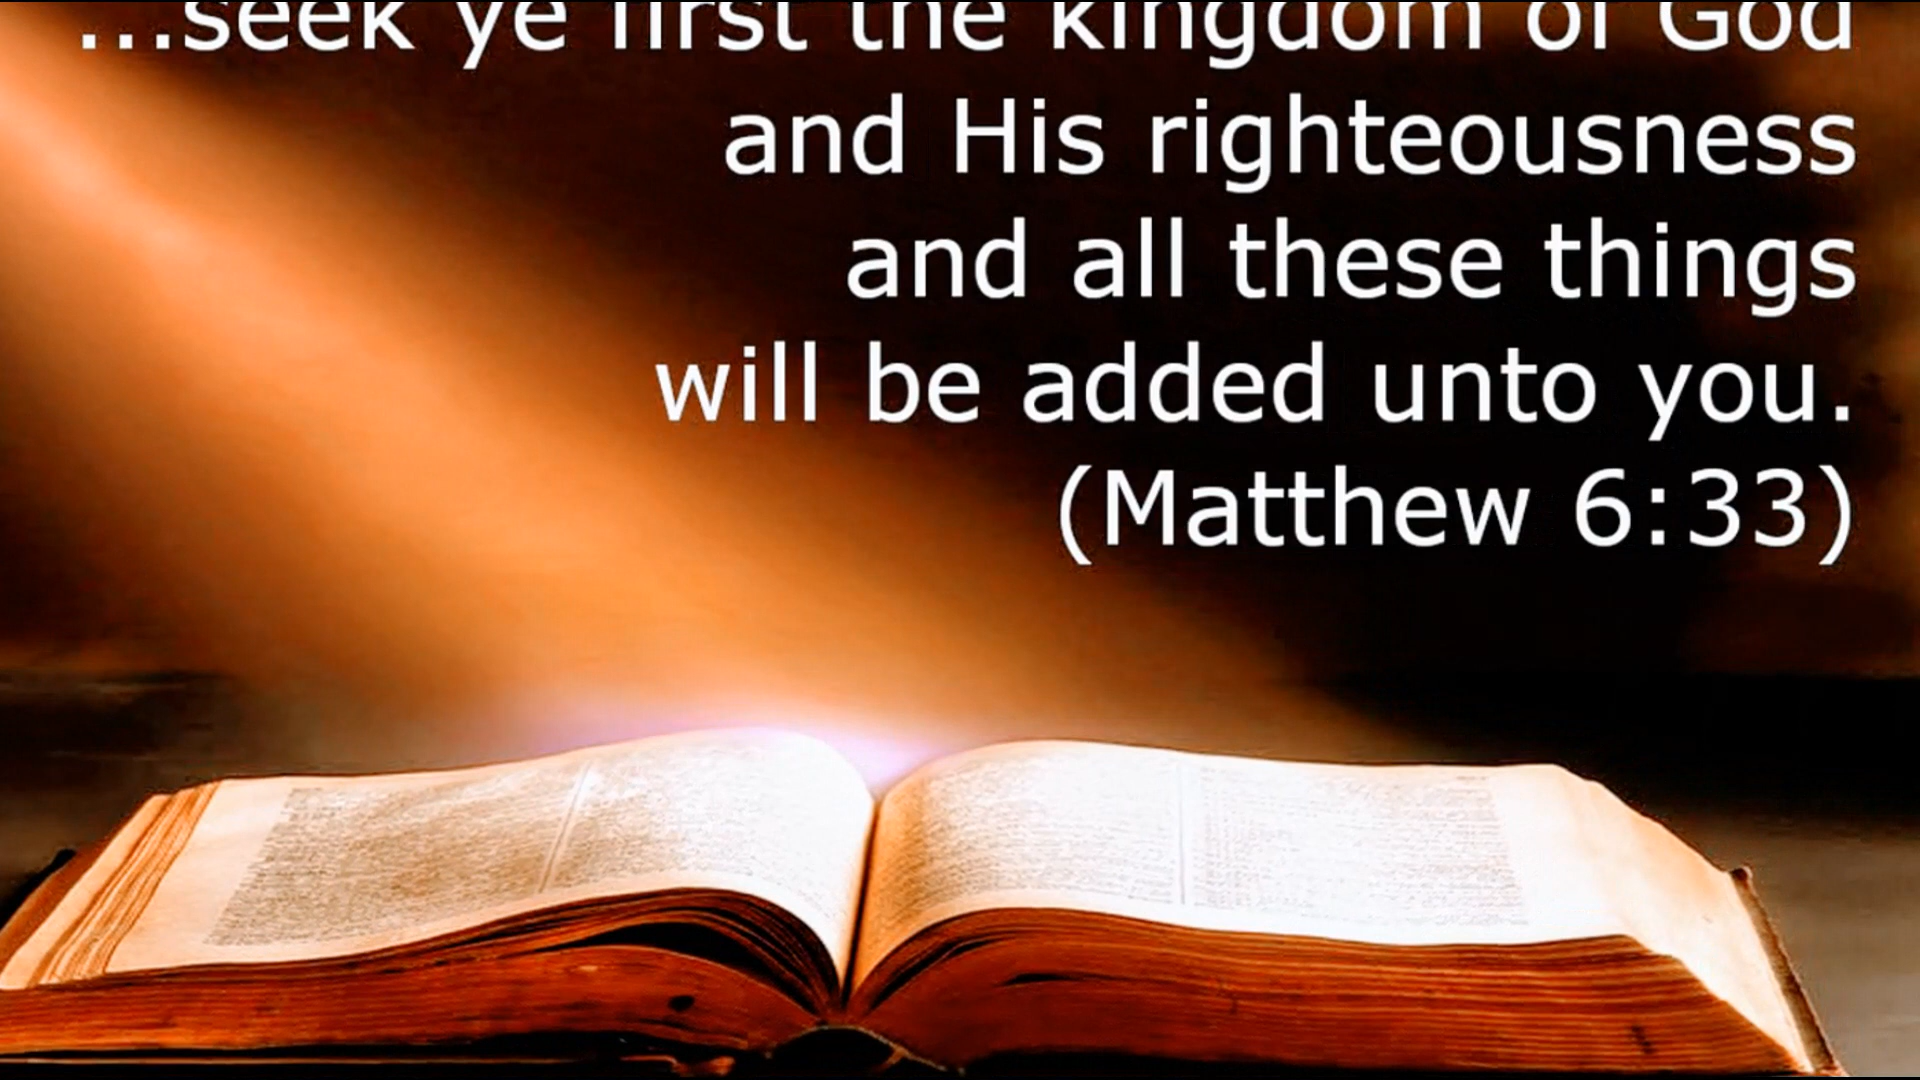 ...seek ye first the kingdom of God
and His righteousness
and all these things
will be added unto you.
(Matthew 6:33)